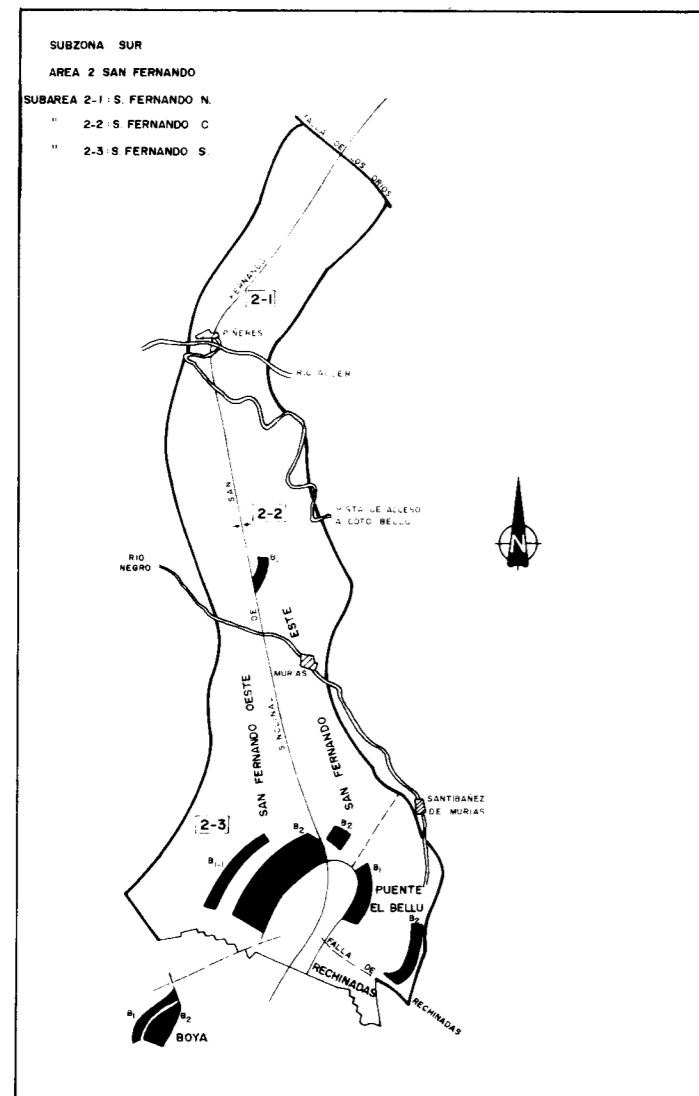 SUBZONA SUR
AREA 2 SAN FERNANDO
SUBAREA 2-1: S. FERNANDO N.
" 2-2: S. FERNANDO C
" 2-3: S. FERNANDO S.
FALLA DE LOS ORIOS
FERNANDO
2-1
PIÑERES
RIO ALLER
SAN
2-2
PISTA DE ACCESO
A COTO BELLO
B
RIO
NEGRO
DE
ESTE
MURIAS
SAN FERNANDO OESTE
SINCLINAL
SAN FERNANDO
SANTIBAÑEZ
DE MURIAS
2-3
B2
B2
B1-1
B1
PUENTE
EL BELLU
B2
FALLA DE
RECHINADAS
RECHINADAS
B1
B2
BOYA
N